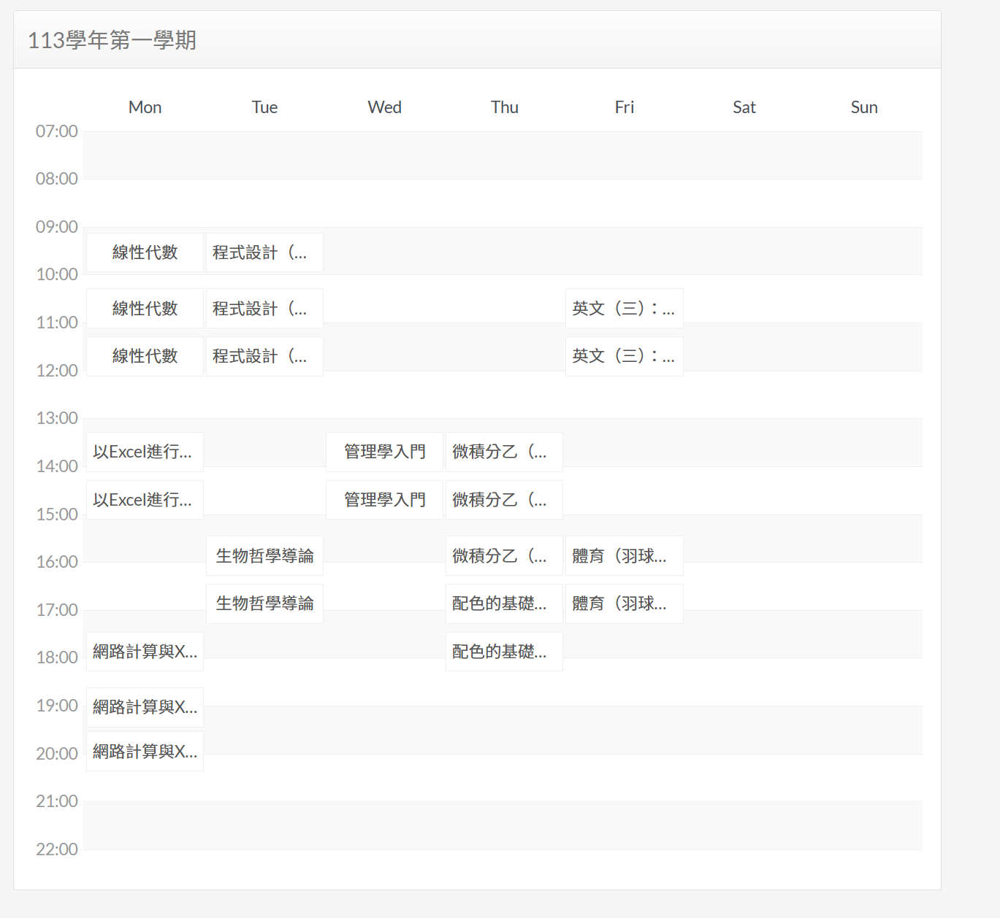 113學年第一學期
Mon Tue Wed Thu Fri Sat Sun
07:00
08:00
09:00
線性代數 程式設計（...
10:00
線性代數 程式設計（... 英文（三）：...
11:00
線性代數 程式設計（... 英文（三）：...
12:00
13:00
以Excel進行... 管理學入門 微積分乙（...
14:00
以Excel進行... 管理學入門 微積分乙（...
15:00
生物哲學導論 微積分乙（... 體育（羽球...
16:00
生物哲學導論 配色的基礎... 體育（羽球...
17:00
網路計算與X... 配色的基礎...
18:00
19:00
網路計算與X...
20:00
網路計算與X...
21:00
22:00